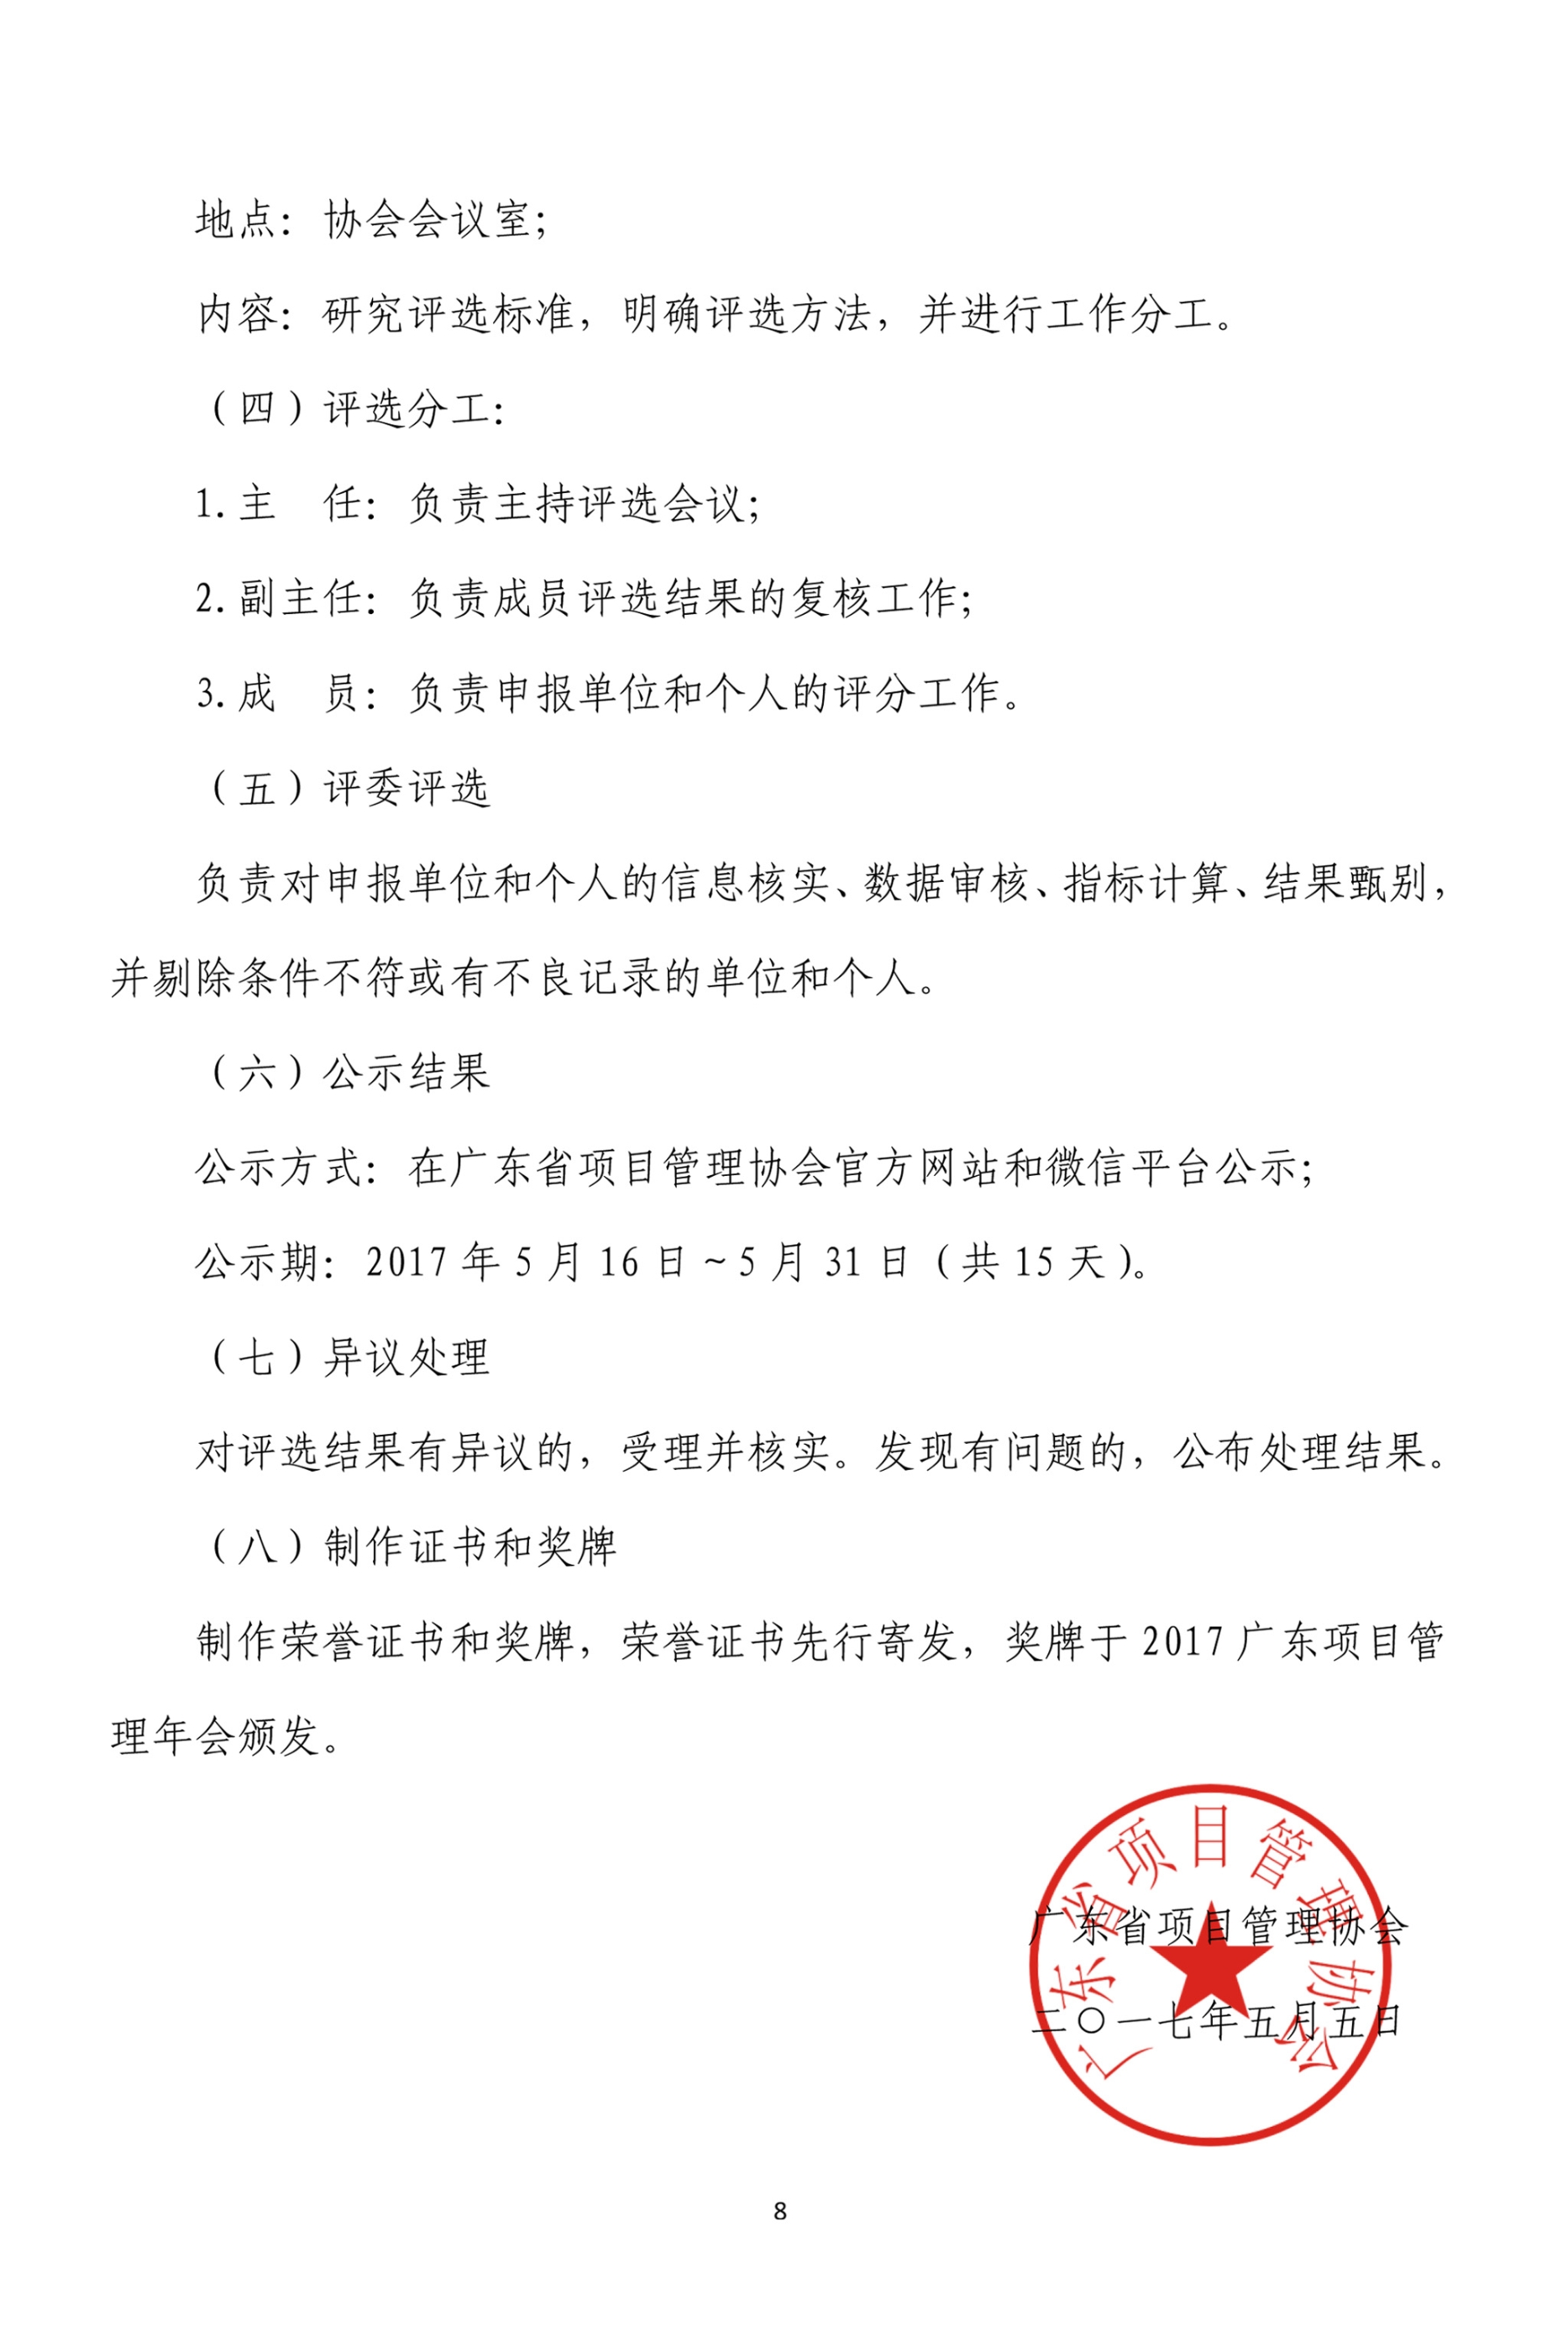 地点：协会会议室；
内容：研究评选标准，明确评选方法，并进行工作分工。
（四）评选分工：
1.主　任：负责主持评选会议；
2.副主任：负责成员评选结果的复核工作；
3.成　员：负责申报单位和个人的评分工作。
（五）评委评选
负责对申报单位和个人的信息核实、数据审核、指标计算、结果甄别，
并剔除条件不符或有不良记录的单位和个人。
（六）公示结果
公示方式：在广东省项目管理协会官方网站和微信平台公示；
公示期：2017 年 5 月 16 日～5 月 31 日（共 15 天）。
（七）异议处理
对评选结果有异议的，受理并核实。发现有问题的，公布处理结果。
（八）制作证书和奖牌
制作荣誉证书和奖牌，荣誉证书先行寄发，奖牌于 2017 广东项目管
理年会颁发。
广东省项目管理协会
广东省项目管理协会
二〇一七年五月五日
8